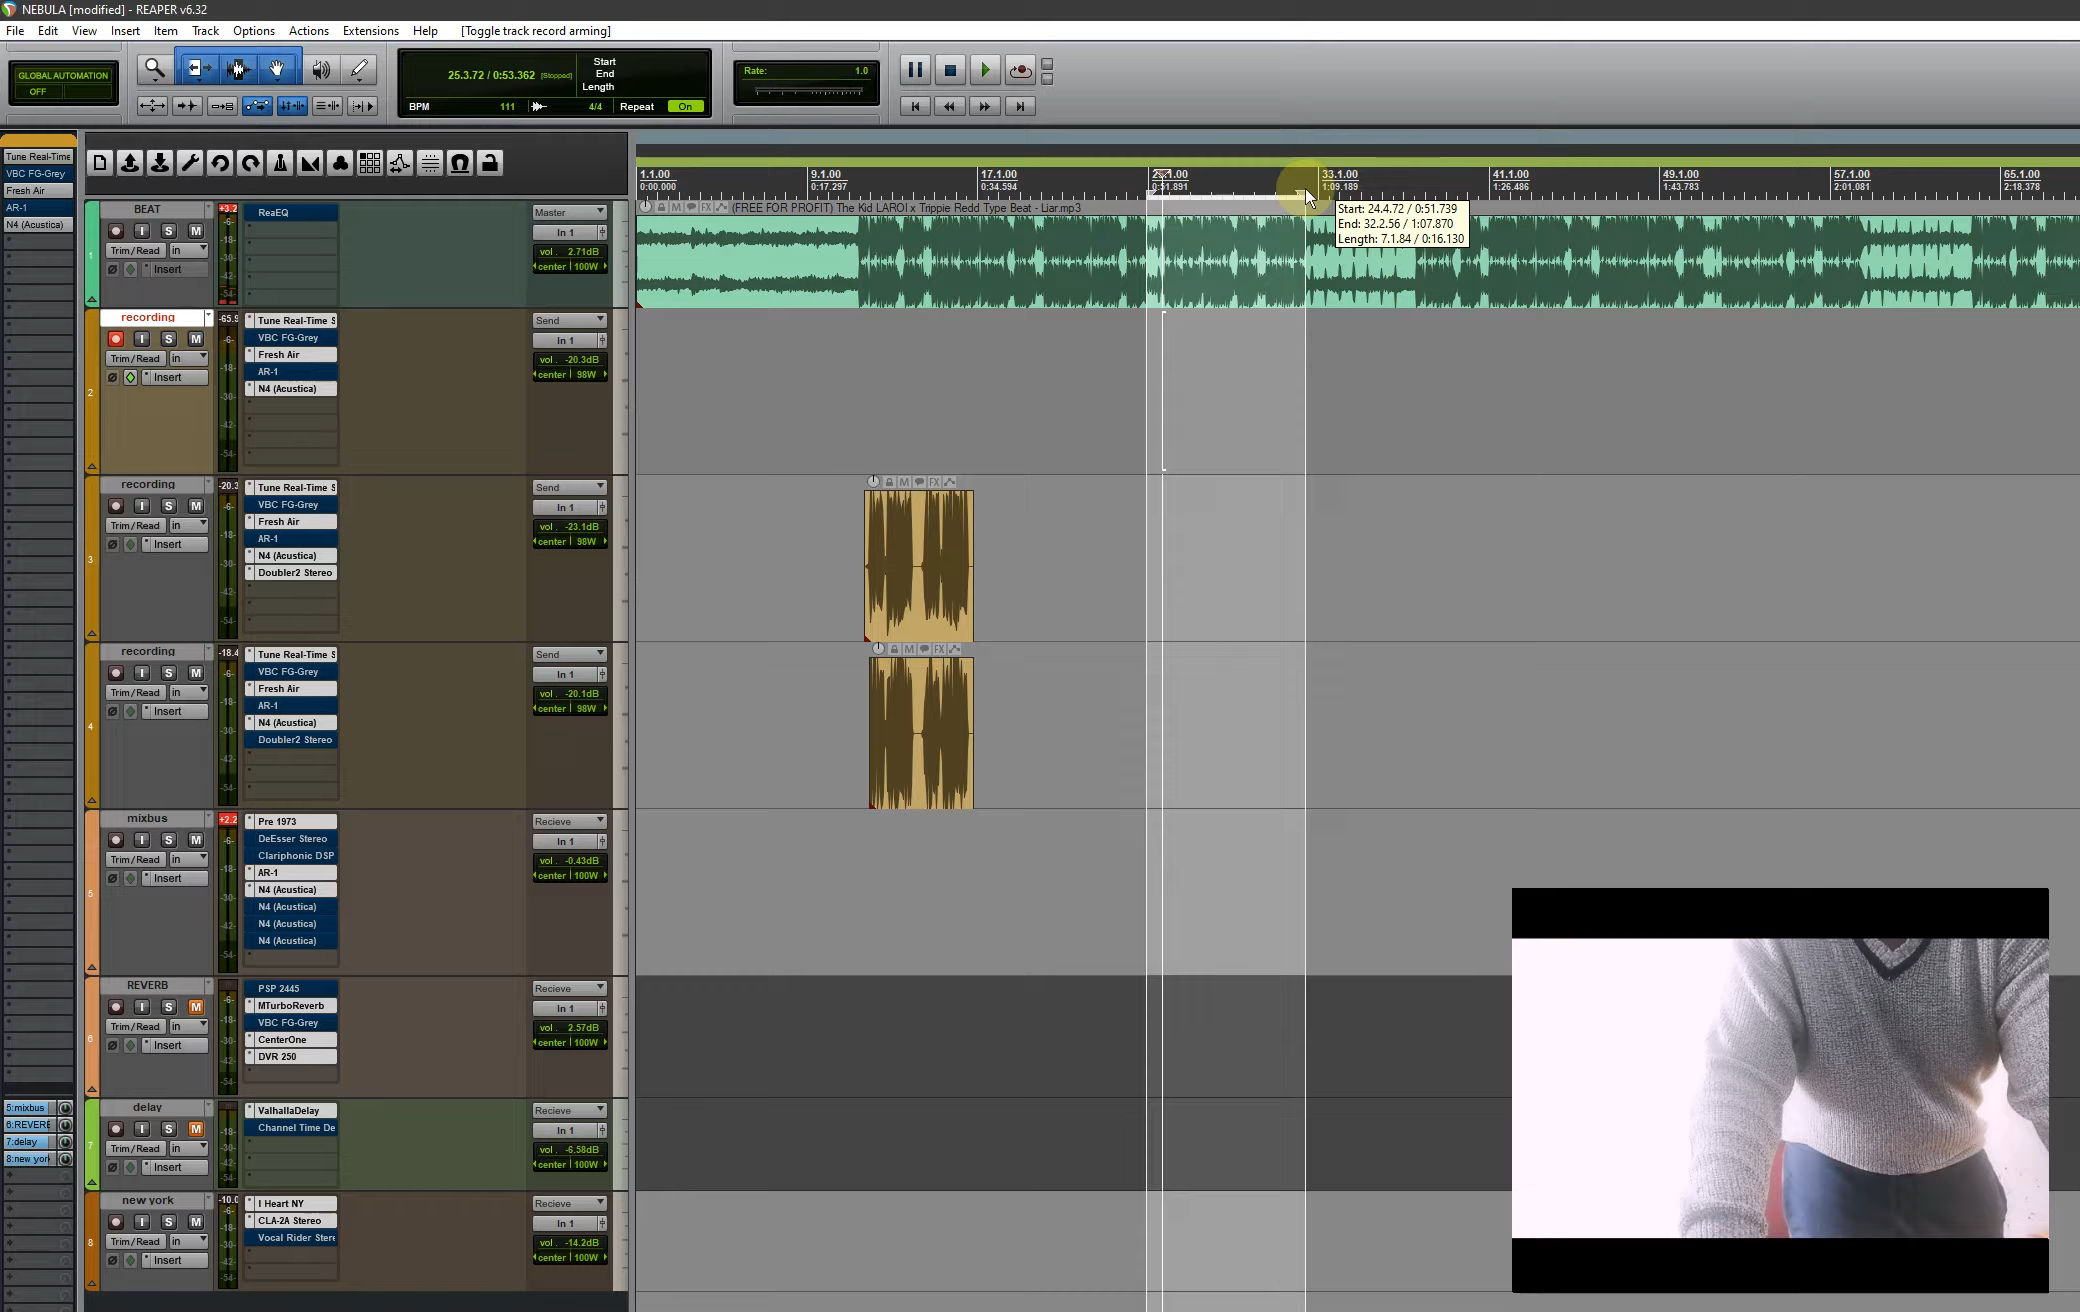 NEBULA [modified] - REAPER v6.32
File Edit View Insert Item Track Options Actions Extensions Help [Toggle track record arming]
GLOBAL AUTOMATION
OFF
25.3.72 / 0:53.362 [Stopped]
Start
End
Length
BPM 111 4/4 Repeat On
Rate: 1.0
Tune Real-Time
VBC FG-Grey
Fresh Air
AR-1
N4 (Acustica)
1.1.00 9.1.00 17.1.00 33.1.00 41.1.00 49.1.00 57.1.00 65.1.00
0:00.000 0:17.297 0:34.594 0:51.891 1:09.189 1:26.486 1:43.783 2:01.081 2:18.378
(FREE FOR PROFIT) The Kid LAROI x Trippie Redd Type Beat - Liar.mp3
Start: 24.4.72 / 0:51.739
End: 32.2.56 / 1:07.870
Length: 7.1.84 / 0:16.130
1
BEAT
+3.2
ReaEQ
Master
I S M
In 1
Trim/Read in
vol. 2.71dB
Insert
center 100W
2
recording
-65.9
Tune Real-Time S
Send
I S M
VBC FG-Grey
In 1
Trim/Read in
Fresh Air
vol. -20.3dB
Insert
AR-1
center 98W
N4 (Acustica)
3
recording
-20.3
Tune Real-Time S
Send
I S M
VBC FG-Grey
In 1
Trim/Read in
Fresh Air
vol. -23.1dB
Insert
AR-1
center 98W
N4 (Acustica)
Doubler2 Stereo
M FX
4
recording
-18.4
Tune Real-Time S
Send
I S M
VBC FG-Grey
In 1
Trim/Read in
Fresh Air
vol. -20.1dB
Insert
AR-1
center 98W
N4 (Acustica)
Doubler2 Stereo
M FX
5
mixbus
+2.2
Pre 1973
Recieve
I S M
DeEsser Stereo
In 1
Trim/Read in
Clariphonic DSP
vol. -0.43dB
Insert
AR-1
center 100W
N4 (Acustica)
N4 (Acustica)
N4 (Acustica)
N4 (Acustica)
6
REVERB
PSP 2445
Recieve
I S M
MTurboReverb
In 1
Trim/Read in
VBC FG-Grey
vol. 2.57dB
Insert
CenterOne
center 100W
DVR 250
7
delay
ValhallaDelay
Recieve
I S M
Channel Time De
In 1
Trim/Read in
vol. -6.58dB
Insert
center 100W
8
new york
-10.0
I Heart NY
Recieve
I S M
CLA-2A Stereo
In 1
Trim/Read in
Vocal Rider Stere
vol. -14.2dB
Insert
center 100W
5:mixbus
6:REVERE
7:delay
8:new yor